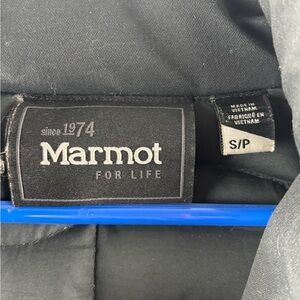 since 1974
Marmot
FOR LIFE
MADE IN
VIETNAM
FABRIQUÉ EN
VIETNAM
S/P